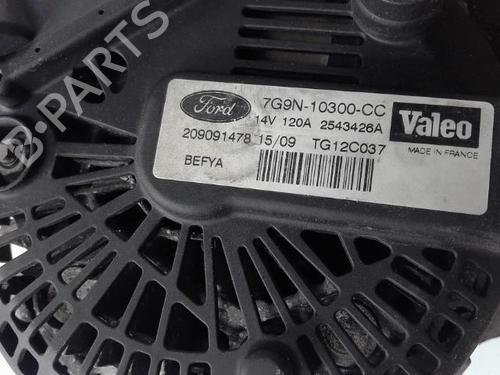 B-PARTS
Ford
7G9N-10300-CC
14V 120A 2543426A
209091478 15/09 TG12C037
BEFYA
Valeo
MADE IN FRANCE